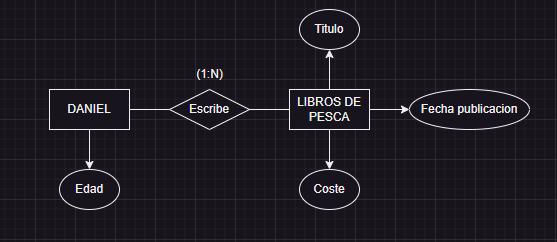 Titulo
(1:N)
DANIEL
Escribe
LIBROS DE
PESCA
Fecha publicacion
Edad
Coste